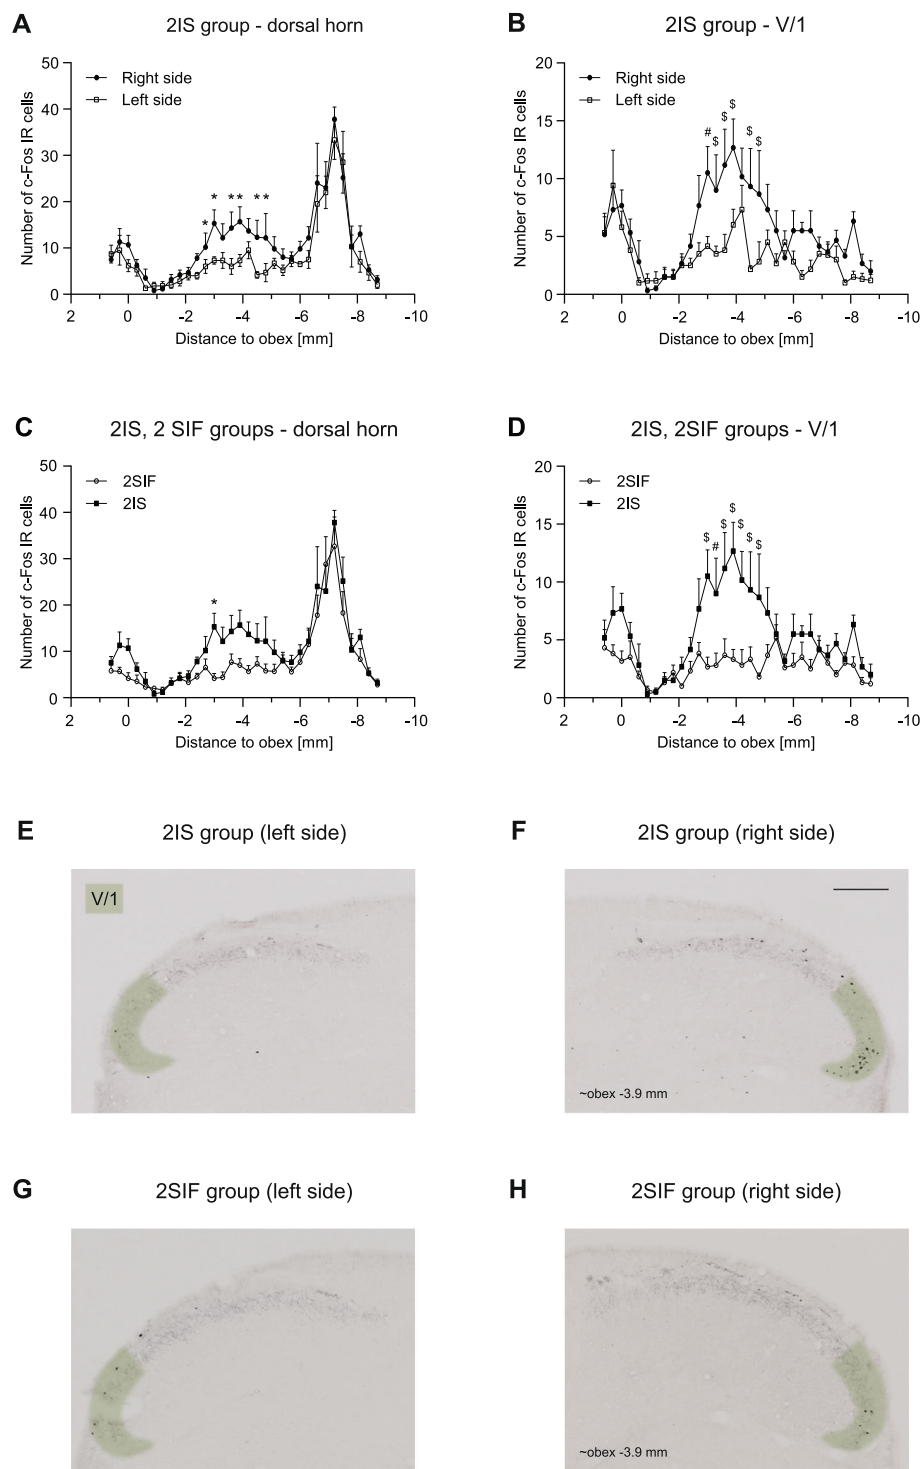 A
2IS group - dorsal horn
50
40
30
20
10
0
Number of c-Fos IR cells
Right side
Left side
* * ** **
2 0 -2 -4 -6 -8 -10
Distance to obex [mm]
B
2IS group - V/1
20
15
10
5
0
Number of c-Fos IR cells
Right side
Left side
# $ $ $ $ $
2 0 -2 -4 -6 -8 -10
Distance to obex [mm]
C
2IS, 2 SIF groups - dorsal horn
50
40
30
20
10
0
Number of c-Fos IR cells
2SIF
2IS
*
2 0 -2 -4 -6 -8 -10
Distance to obex [mm]
D
2IS, 2SIF groups - V/1
20
15
10
5
0
Number of c-Fos IR cells
2SIF
2IS
$ # $ $ $ $ $
2 0 -2 -4 -6 -8 -10
Distance to obex [mm]
E
2IS group (left side)
V/1
F
2IS group (right side)
~obex -3.9 mm
G
2SIF group (left side)
H
2SIF group (right side)
~obex -3.9 mm